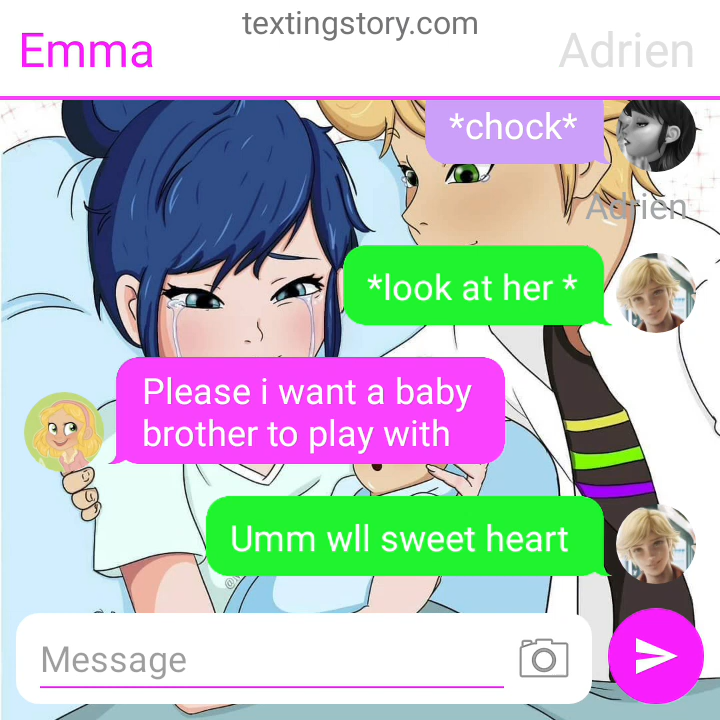 textingstory.com
Emma
Adrien
*chock*
Adrien
*look at her *
Please i want a baby
brother to play with
Umm wll sweet heart
Message